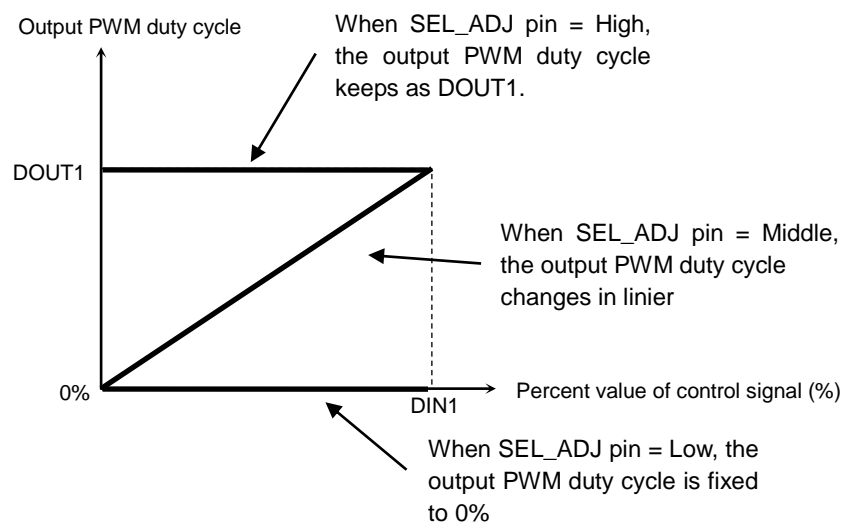 Output PWM duty cycle
When SEL_ADJ pin = High,
the output PWM duty cycle
keeps as DOUT1.
DOUT1
When SEL_ADJ pin = Middle,
the output PWM duty cycle
changes in linier
0%
DIN1
Percent value of control signal (%)
When SEL_ADJ pin = Low, the
output PWM duty cycle is fixed
to 0%